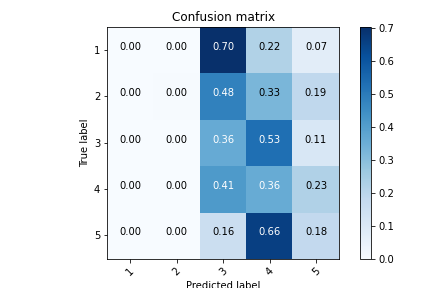 Confusion matrix
True label
1 0.00 0.00 0.70 0.22 0.07
2 0.00 0.00 0.48 0.33 0.19
3 0.00 0.00 0.36 0.53 0.11
4 0.00 0.00 0.41 0.36 0.23
5 0.00 0.00 0.16 0.66 0.18
1 2 3 4 5
Predicted label
0.7
0.6
0.5
0.4
0.3
0.2
0.1
0.0